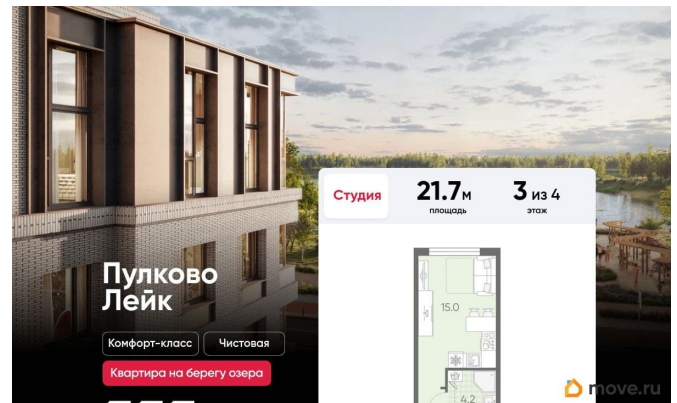 Студия
21.7 м
площадь
3 из 4
этаж
Пулково
Лейк
15.0
Комфорт-класс
Чистовая
Квартира на берегу озера
4.2
move.ru